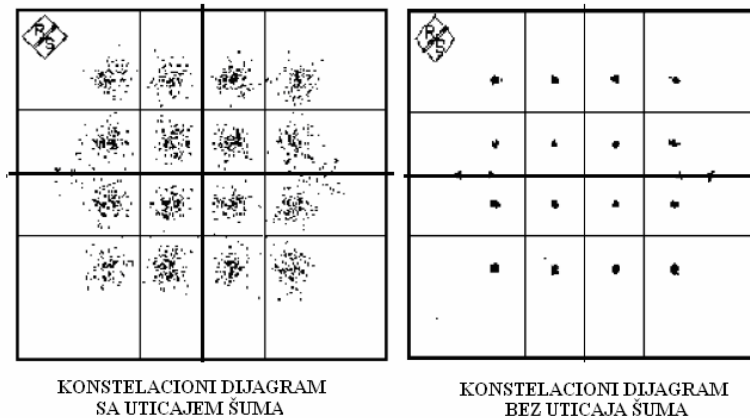 R S
R S
KONSTELACIONI DIJAGRAM
SA UTICAJEM ŠUMA
KONSTELACIONI DIJAGRAM
BEZ UTICAJA ŠUMA